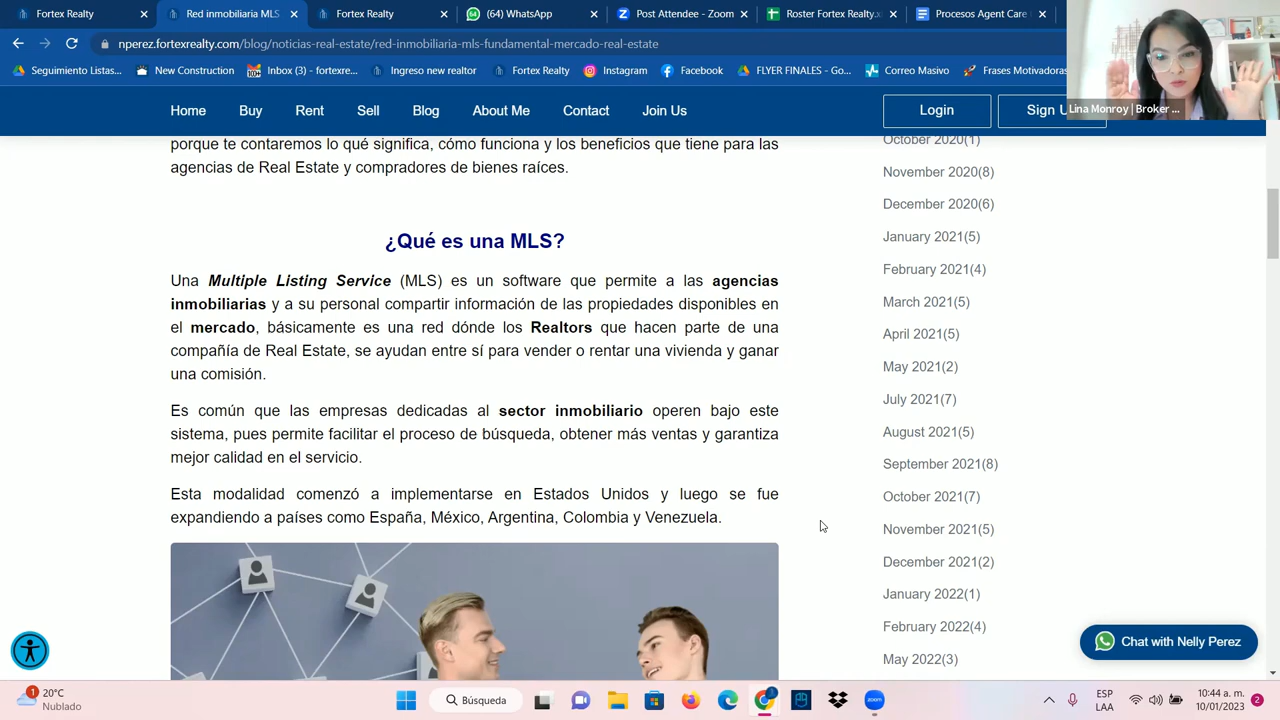 Fortex Realty
Red inmobiliaria MLS
Fortex Realty
(64) WhatsApp
Post Attendee - Zoom
Roster Fortex Realty.x
Procesos Agent Care
nperez.fortexrealty.com/blog/noticias-real-estate/red-inmobiliaria-mls-fundamental-mercado-real-estate
Seguimiento Listas...
New Construction
Inbox (3) - fortexre...
Ingreso new realtor
Fortex Realty
Instagram
Facebook
FLYER FINALES - Go...
Correo Masivo
Frases Motivadoras
Lina Monroy | Broker ...
Home Buy Rent Sell Blog About Me Contact Join Us
Login
Sign U
porque te contaremos lo qué significa, cómo funciona y los beneficios que tiene para las
agencias de Real Estate y compradores de bienes raíces.
¿Qué es una MLS?
Una Multiple Listing Service (MLS) es un software que permite a las agencias
inmobiliarias y a su personal compartir información de las propiedades disponibles en
el mercado, básicamente es una red dónde los Realtors que hacen parte de una
compañía de Real Estate, se ayudan entre sí para vender o rentar una vivienda y ganar
una comisión.
Es común que las empresas dedicadas al sector inmobiliario operen bajo este
sistema, pues permite facilitar el proceso de búsqueda, obtener más ventas y garantiza
mejor calidad en el servicio.
Esta modalidad comenzó a implementarse en Estados Unidos y luego se fue
expandiendo a países como España, México, Argentina, Colombia y Venezuela.
October 2020(1)
November 2020(8)
December 2020(6)
January 2021(5)
February 2021(4)
March 2021(5)
April 2021(5)
May 2021(2)
July 2021(7)
August 2021(5)
September 2021(8)
October 2021(7)
November 2021(5)
December 2021(2)
January 2022(1)
February 2022(4)
May 2022(3)
Chat with Nelly Perez
1
20°C
Nublado
Búsqueda
zoom
ESP
LAA
10:44 a. m.
10/01/2023
2